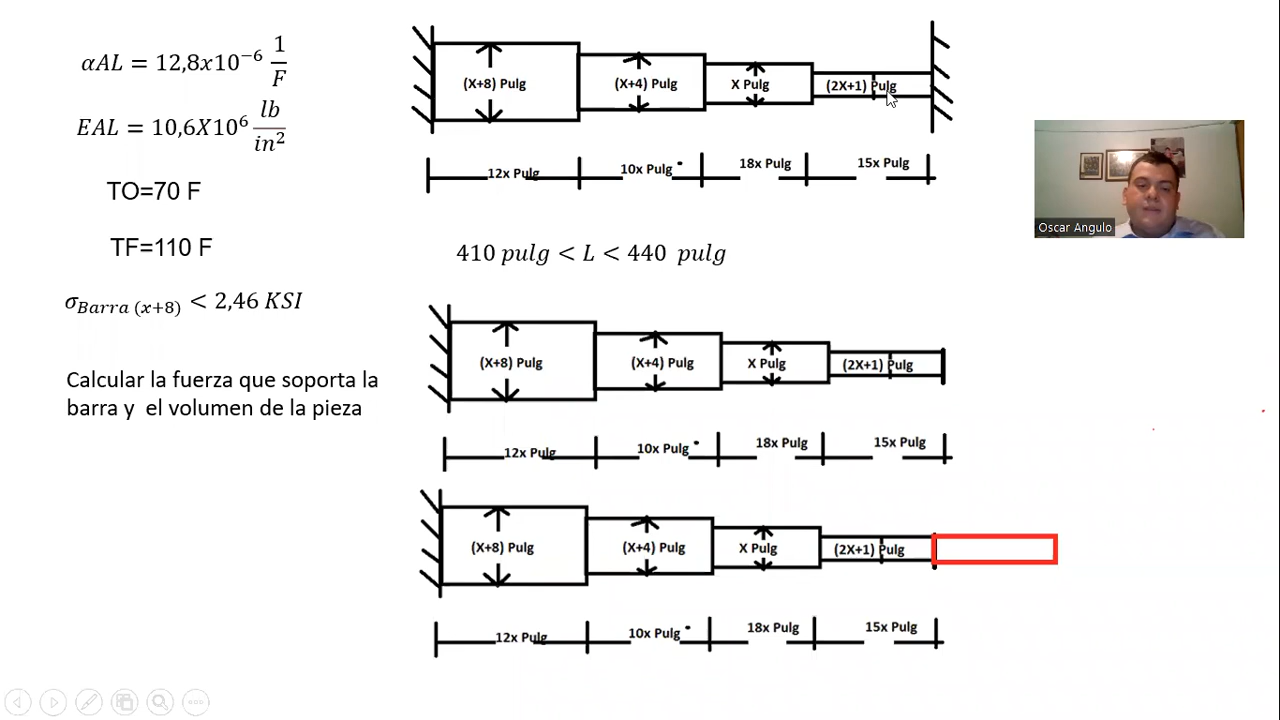 αAL = 12,8x10⁻⁶ 1/F
EAL = 10,6X10⁶ lb/in²
TO=70 F
TF=110 F
σBarra (x+8) < 2,46 KSI
Calcular la fuerza que soporta la
barra y el volumen de la pieza
(X+8) Pulg (X+4) Pulg X Pulg (2X+1) Pulg
12x Pulg 10x Pulg 18x Pulg 15x Pulg
Oscar Angulo
410 pulg < L < 440 pulg
(X+8) Pulg (X+4) Pulg X Pulg (2X+1) Pulg
12x Pulg 10x Pulg 18x Pulg 15x Pulg
(X+8) Pulg (X+4) Pulg X Pulg (2X+1) Pulg
12x Pulg 10x Pulg 18x Pulg 15x Pulg